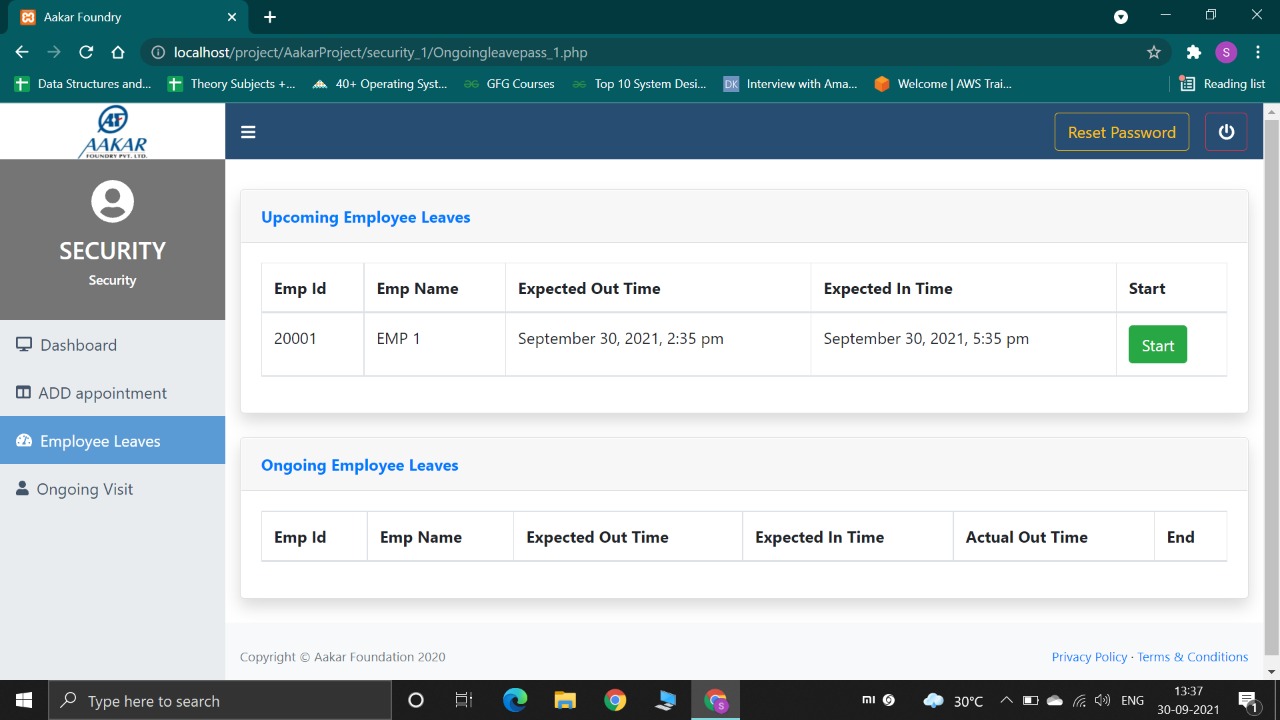 Aakar Foundry
localhost/project/AakarProject/security_1/Ongoingleavepass_1.php
S
Data Structures and... Theory Subjects +... 40+ Operating Syst... GFG Courses Top 10 System Desi... DK Interview with Ama... Welcome | AWS Trai... Reading list
AF
AAKAR
FOUNDRY PVT. LTD.
Reset Password
SECURITY
Security
Dashboard
ADD appointment
Employee Leaves
Ongoing Visit
Upcoming Employee Leaves
Emp Id Emp Name Expected Out Time Expected In Time Start
20001 EMP 1 September 30, 2021, 2:35 pm September 30, 2021, 5:35 pm Start
Ongoing Employee Leaves
Emp Id Emp Name Expected Out Time Expected In Time Actual Out Time End
Copyright © Aakar Foundation 2020 Privacy Policy · Terms & Conditions
Type here to search S mi 30°C ENG 13:37
30-09-2021 1